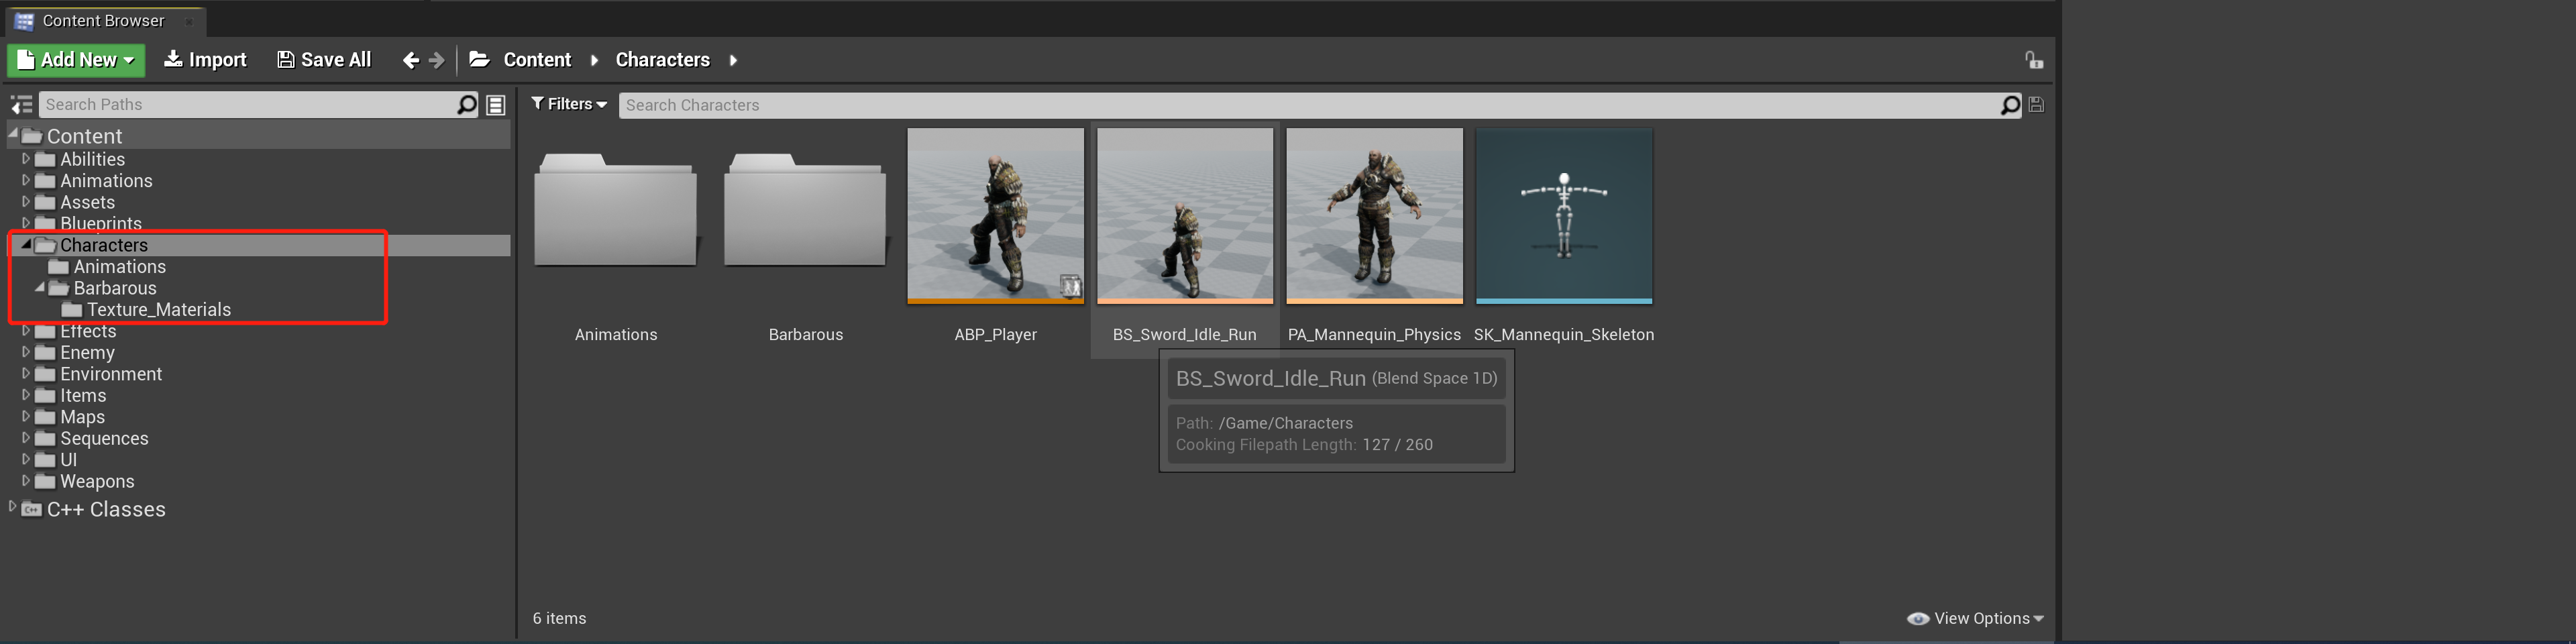 Content Browser
Add New
Import
Save All
Content
Characters
Search Paths
Filters
Search Characters
Content
Abilities
Animations
Assets
Blueprints
Characters
Animations
Barbarous
Texture_Materials
Effects
Enemy
Environment
Items
Maps
Sequences
UI
Weapons
C++ Classes
Animations
Barbarous
ABP_Player
BS_Sword_Idle_Run
PA_Mannequin_Physics
SK_Mannequin_Skeleton
BS_Sword_Idle_Run (Blend Space 1D)
Path: /Game/Characters
Cooking Filepath Length: 127 / 260
6 items
View Options